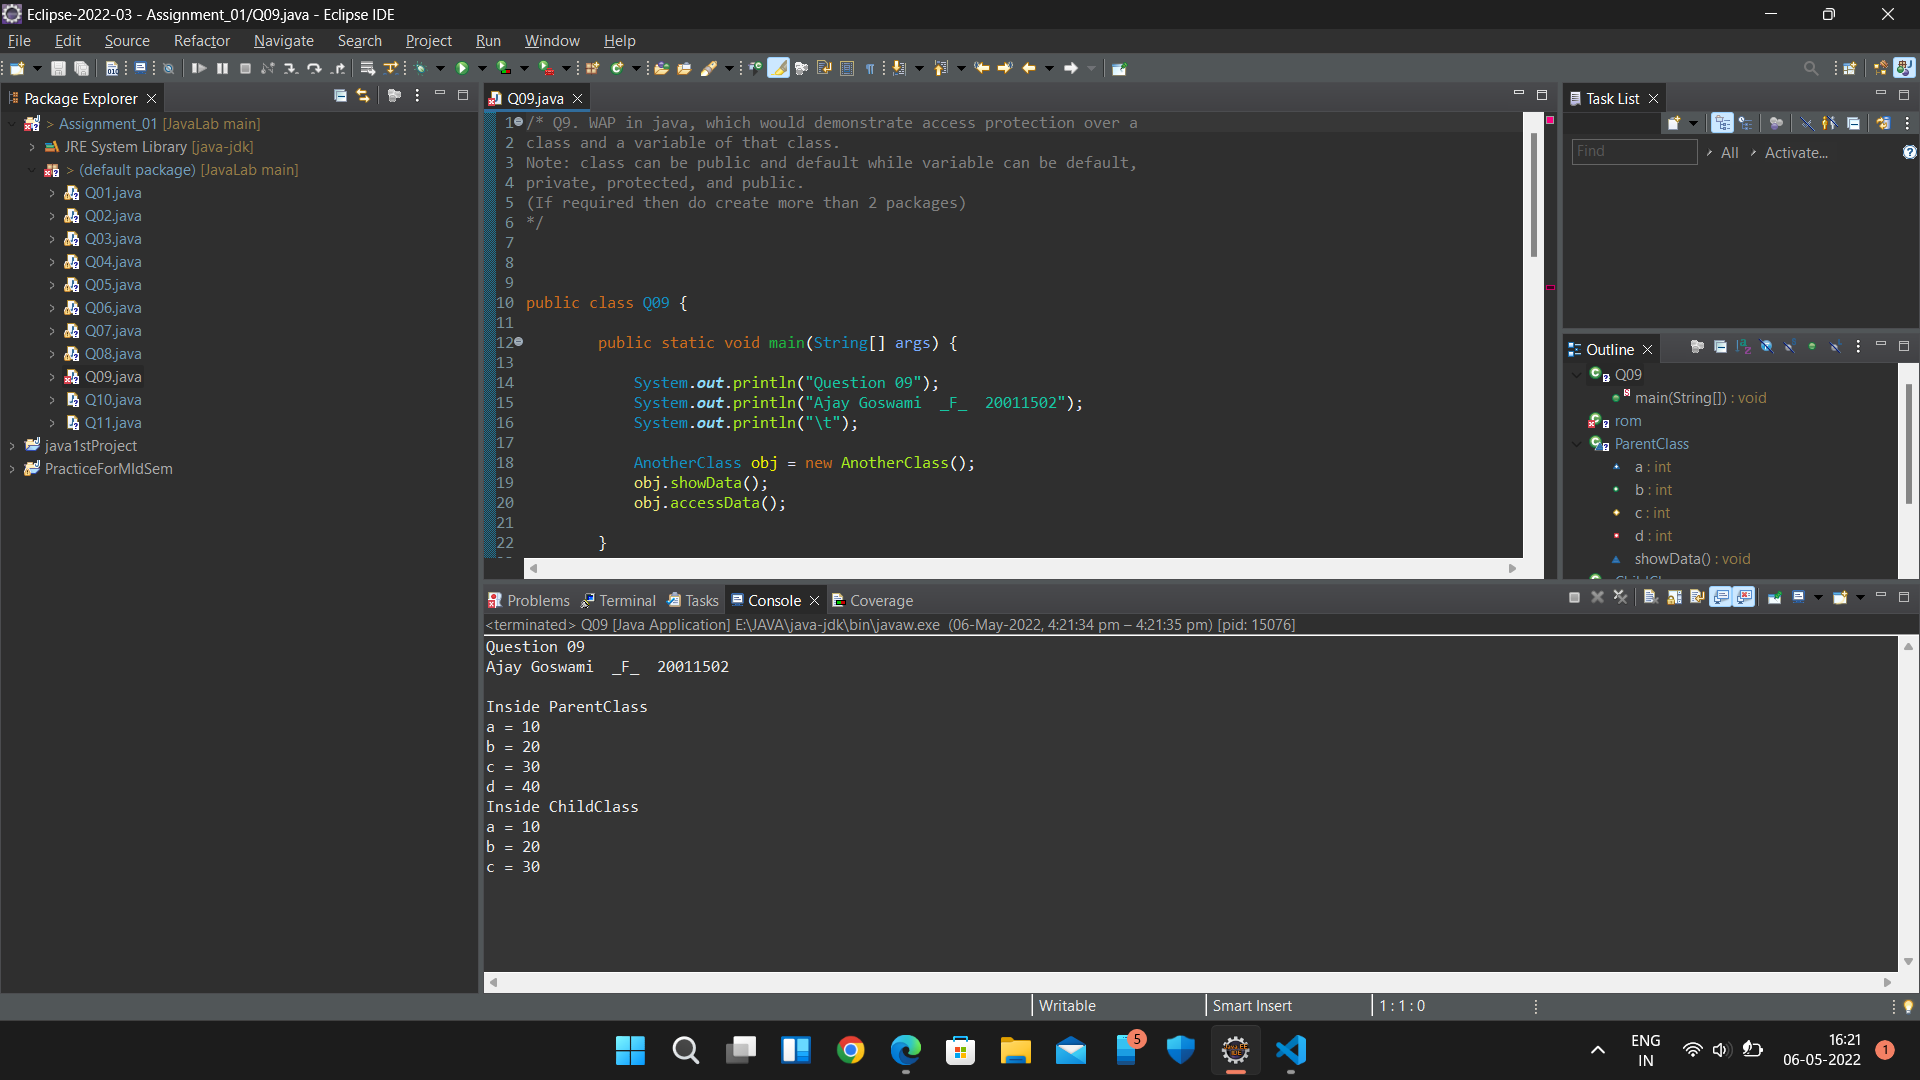 Eclipse-2022-03 - Assignment_01/Q09.java - Eclipse IDE
File Edit Source Refactor Navigate Search Project Run Window Help
Package Explorer
> Assignment_01 [JavaLab main]
JRE System Library [java-jdk]
> (default package) [JavaLab main]
Q01.java
Q02.java
Q03.java
Q04.java
Q05.java
Q06.java
Q07.java
Q08.java
Q09.java
Q10.java
Q11.java
java1stProject
PracticeForMIdSem
Q09.java
1 /* Q9. WAP in java, which would demonstrate access protection over a
2 class and a variable of that class.
3 Note: class can be public and default while variable can be default,
4 private, protected, and public.
5 (If required then do create more than 2 packages)
6 */
7
8
9
10 public class Q09 {
11
12 public static void main(String[] args) {
13
14 System.out.println("Question 09");
15 System.out.println("Ajay Goswami  _F_  20011502");
16 System.out.println("\t");
17
18 AnotherClass obj = new AnotherClass();
19 obj.showData();
20 obj.accessData();
21
22 }
Task List
Find All Activate...
Outline
Q09
main(String[]) : void
rom
ParentClass
a : int
b : int
c : int
d : int
showData() : void
Problems Terminal Tasks Console Coverage
<terminated> Q09 [Java Application] E:\JAVA\java-jdk\bin\javaw.exe (06-May-2022, 4:21:34 pm – 4:21:35 pm) [pid: 15076]
Question 09
Ajay Goswami  _F_  20011502
Inside ParentClass
a = 10
b = 20
c = 30
d = 40
Inside ChildClass
a = 10
b = 20
c = 30
Writable Smart Insert 1 : 1 : 0
5
ENG
IN
16:21
06-05-2022
1